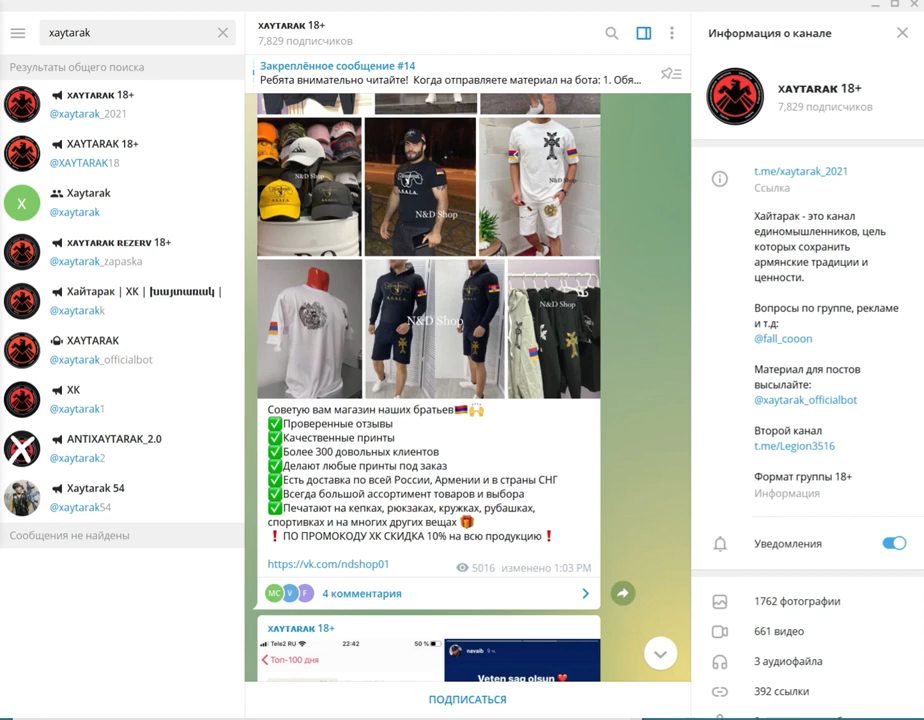 xaytarak
Результаты общего поиска
XAYTARAK 18+
@xaytarak_2021
XAYTARAK 18+
@XAYTARAK18
X
Xaytarak
@xaytarak
XAYTARAK REZERV 18+
@xaytarak_zapaska
Хайтарак | ХК | խայտառակ |
@xaytarakk
XAYTARAK
@xaytarak_officialbot
ХК
@xaytarak1
ANTIXAYTARAK_2.0
@xaytarak2
Xaytarak 54
@xaytarak54
Сообщения не найдены
XAYTARAK 18+
7,829 подписчиков
Закреплённое сообщение #14
Ребята внимательно читайте! Когда отправляете материал на бота: 1. Обя...
N&D Shop
A.S.A.L.A.
N&D Shop
N&D Shop
N&D Shop
N&D Shop
Советую вам магазин наших братьев🇦🇲🙌
✅Проверенные отзывы
✅Качественные принты
✅Более 300 довольных клиентов
✅Делают любые принты под заказ
✅Есть доставка по всей России, Армении и в страны СНГ
✅Всегда большой ассортимент товаров и выбора
✅Печатают на кепках, рюкзаках, кружках, рубашках,
спортивках и на многих других вещах 🎁
❗ ПО ПРОМОКОДУ ХК СКИДКА 10% на всю продукцию ❗
https://vk.com/ndshop01
5016 изменено 1:03 PM
MC V F 4 комментария
XAYTARAK 18+
Tele2 RU 22:42 50 %
Топ-100 дня
navaib 9 ч.
Veten sag olsun ❤
ПОДПИСАТЬСЯ
Информация о канале
XAYTARAK 18+
7,829 подписчиков
t.me/xaytarak_2021
Ссылка
Хайтарак - это канал
единомышленников, цель
которых сохранить
армянские традиции и
ценности.
Вопросы по группе, рекламе
и т.д:
@fall_cooon
Материал для постов
высылайте:
@xaytarak_officialbot
Второй канал
t.me/Legion3516
Формат группы 18+
Информация
Уведомления
1762 фотографии
661 видео
3 аудиофайла
392 ссылки